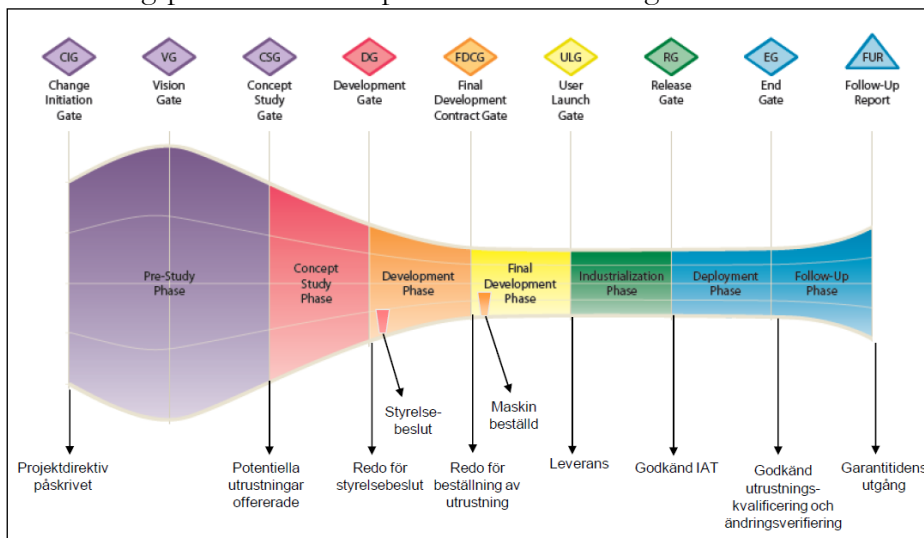 CIG
VG
CSG
DG
FDCG
ULG
RG
EG
FUR
Change
Initiation
Gate
Vision
Gate
Concept
Study
Gate
Development
Gate
Final
Development
Contract Gate
User
Launch
Gate
Release
Gate
End
Gate
Follow-Up
Report
Pre-Study
Phase
Concept
Study
Phase
Development
Phase
Final
Development
Phase
Industrialization
Phase
Deployment
Phase
Follow-Up
Phase
Styrelse-
beslut
Maskin
beställd
Projektdirektiv
påskrivet
Potentiella
utrustningar
offererade
Redo för
styrelsebeslut
Redo för
beställning av
utrustning
Leverans
Godkänd IAT
Godkänd
utrustnings-
kvalificering och
ändringsverifiering
Garantitidens
utgång